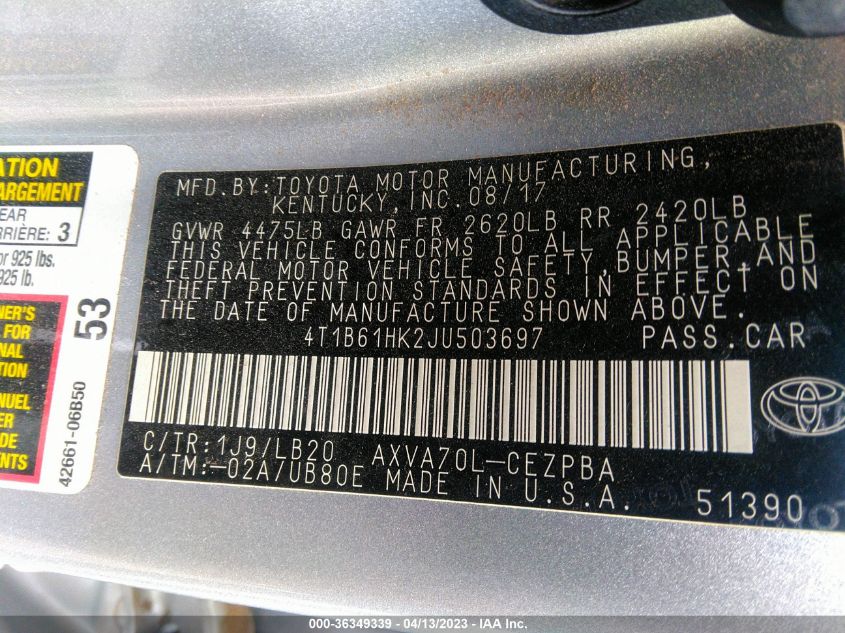 ATION
ARGEMENT
EAR
RRIÈRE: 3
or 925 lbs.
925 lb.
NER'S
FOR
NAL
TION
NUEL
ER
DE
ENTS
53
42661-06B50
MFD. BY: TOYOTA MOTOR MANUFACTURING,
KENTUCKY, INC. 08/17
GVWR 4475LB GAWR FR 2620LB RR 2420LB
THIS VEHICLE CONFORMS TO ALL APPLICABLE
FEDERAL MOTOR VEHICLE SAFETY, BUMPER, AND
THEFT PREVENTION STANDARDS IN EFFECT ON
THE DATE OF MANUFACTURE SHOWN ABOVE.
4T1B61HK2JU503697 PASS. CAR
C/TR: 1J9/LB20 AXVA70L-CEZPBA
A/TM:-02A/UB80E MADE IN U.S.A. 51390
000-36349339 - 04/13/2023 - IAA Inc.